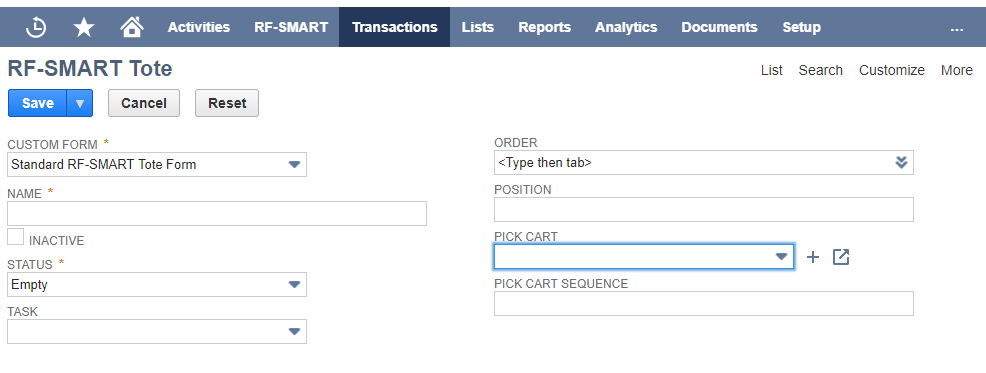 Activities RF-SMART Transactions Lists Reports Analytics Documents Setup ...
RF-SMART Tote
List Search Customize More
Save Cancel Reset
CUSTOM FORM *
Standard RF-SMART Tote Form
NAME *
INACTIVE
STATUS *
Empty
TASK
ORDER
<Type then tab>
POSITION
PICK CART
PICK CART SEQUENCE